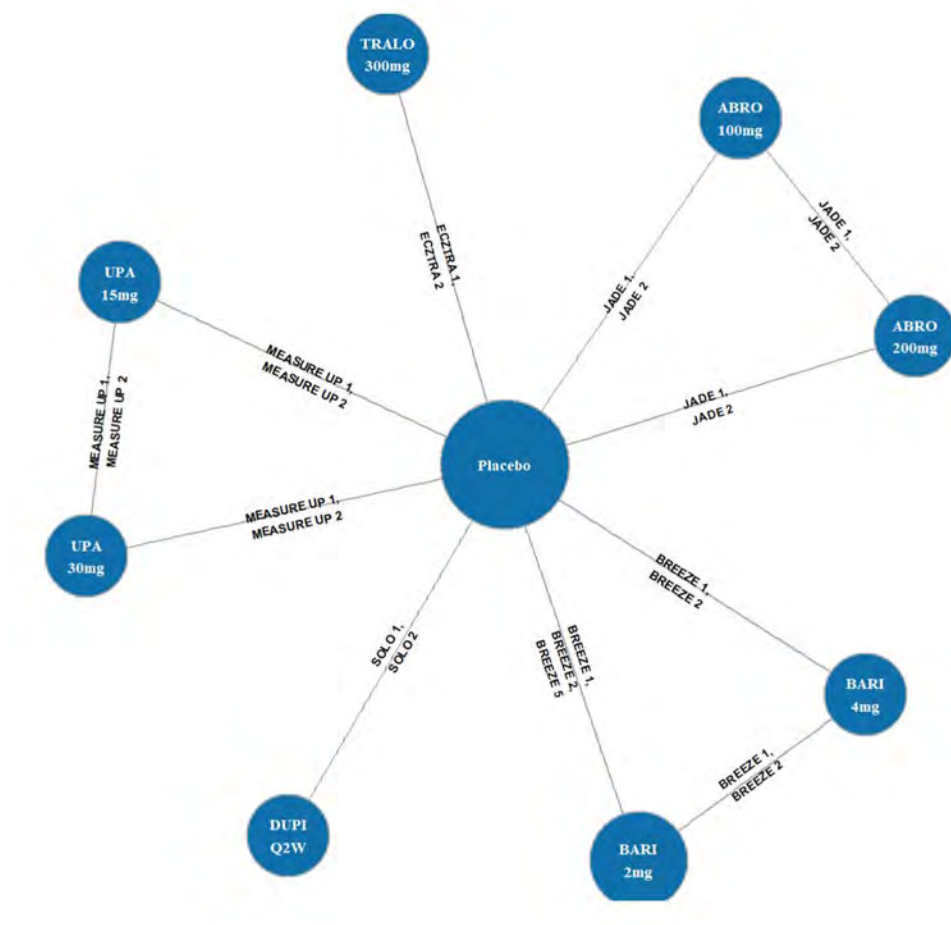 TRALO
300mg
ABRO
100mg
JADE 1,
JADE 2
ECZTRA 1,
ECZTRA 2
UPA
15mg
JADE 1,
JADE 2
ABRO
200mg
MEASURE UP 1,
MEASURE UP 2
MEASURE UP 1,
MEASURE UP 2
JADE 1,
JADE 2
Placebo
MEASURE UP 1,
MEASURE UP 2
UPA
30mg
BREEZE 1,
BREEZE 2
SOLO 1,
SOLO 2
BREEZE 1,
BREEZE 2,
BREEZE 5
BARI
4mg
BREEZE 1,
BREEZE 2
DUPI
Q2W
BARI
2mg